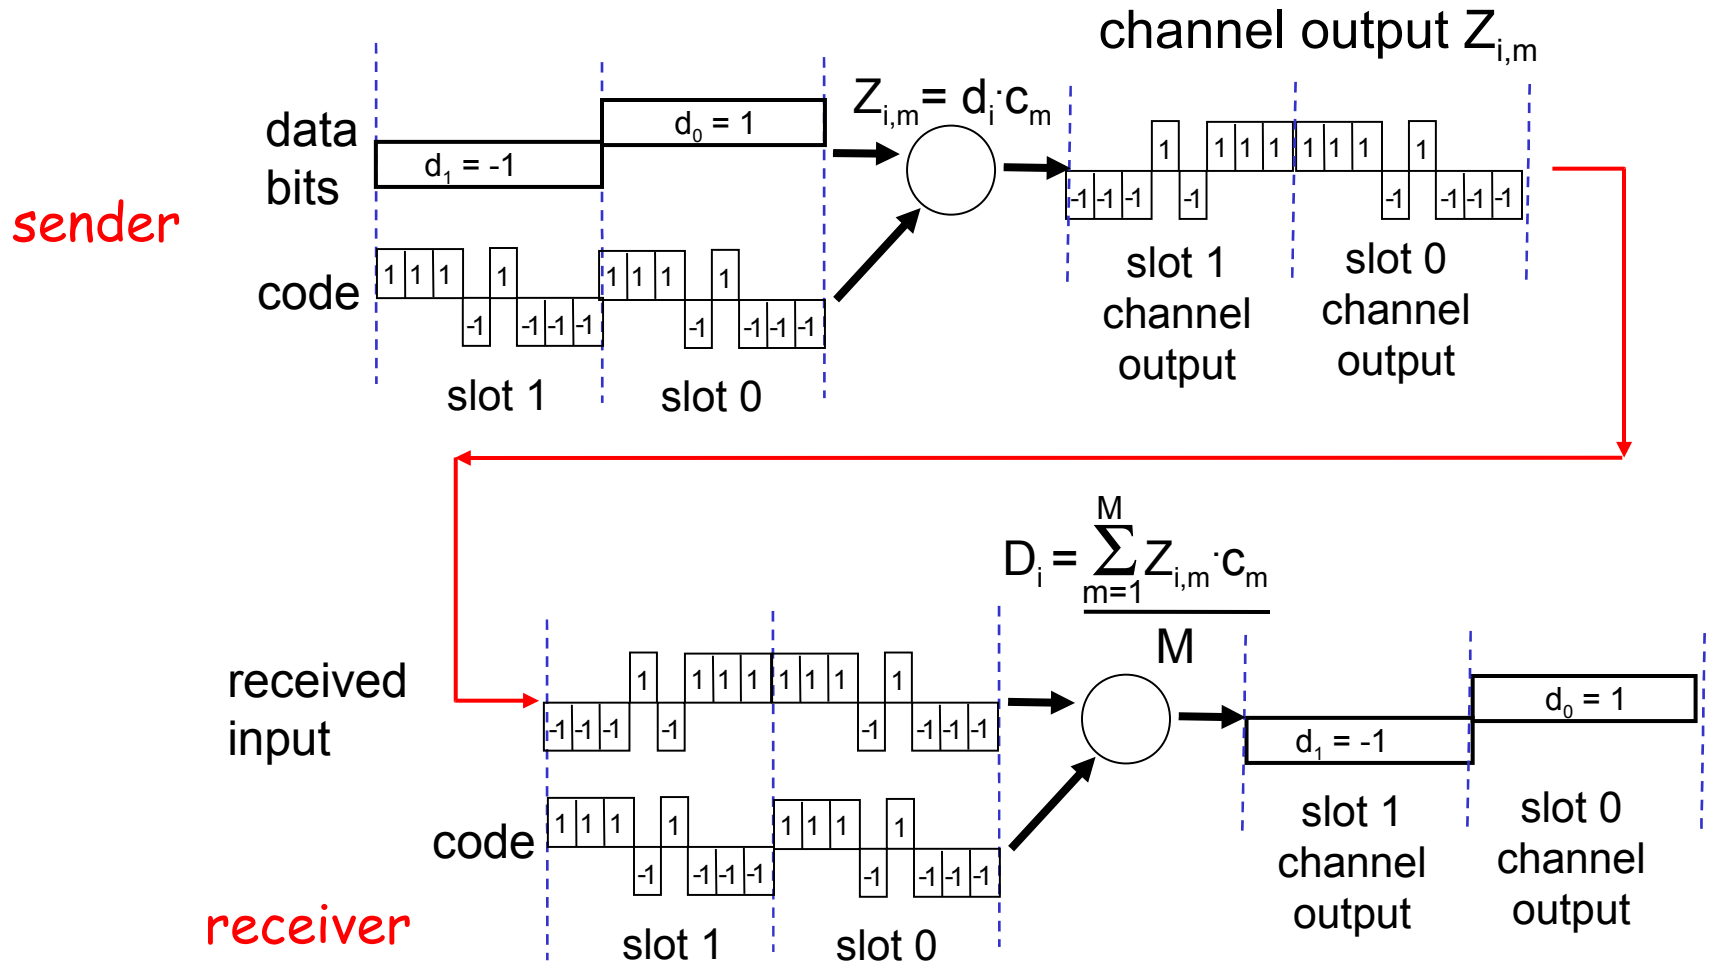 channel output Z_{i,m}
sender
data
bits
d_1 = -1
d_0 = 1
Z_{i,m} = d_i·c_m
code
1 1 1 -1 1 -1 -1 -1
1 1 1 -1 1 -1 -1 -1
slot 1
slot 0
-1 -1 -1 1 -1 1 1 1
1 1 1 -1 1 -1 -1 -1
slot 1
channel
output
slot 0
channel
output
D_i = Σ_{m=1}^{M} Z_{i,m}·c_m
M
receiver
received
input
-1 -1 -1 1 -1 1 1 1
1 1 1 -1 1 -1 -1 -1
code
1 1 1 -1 1 -1 -1 -1
1 1 1 -1 1 -1 -1 -1
slot 1
slot 0
d_1 = -1
d_0 = 1
slot 1
channel
output
slot 0
channel
output